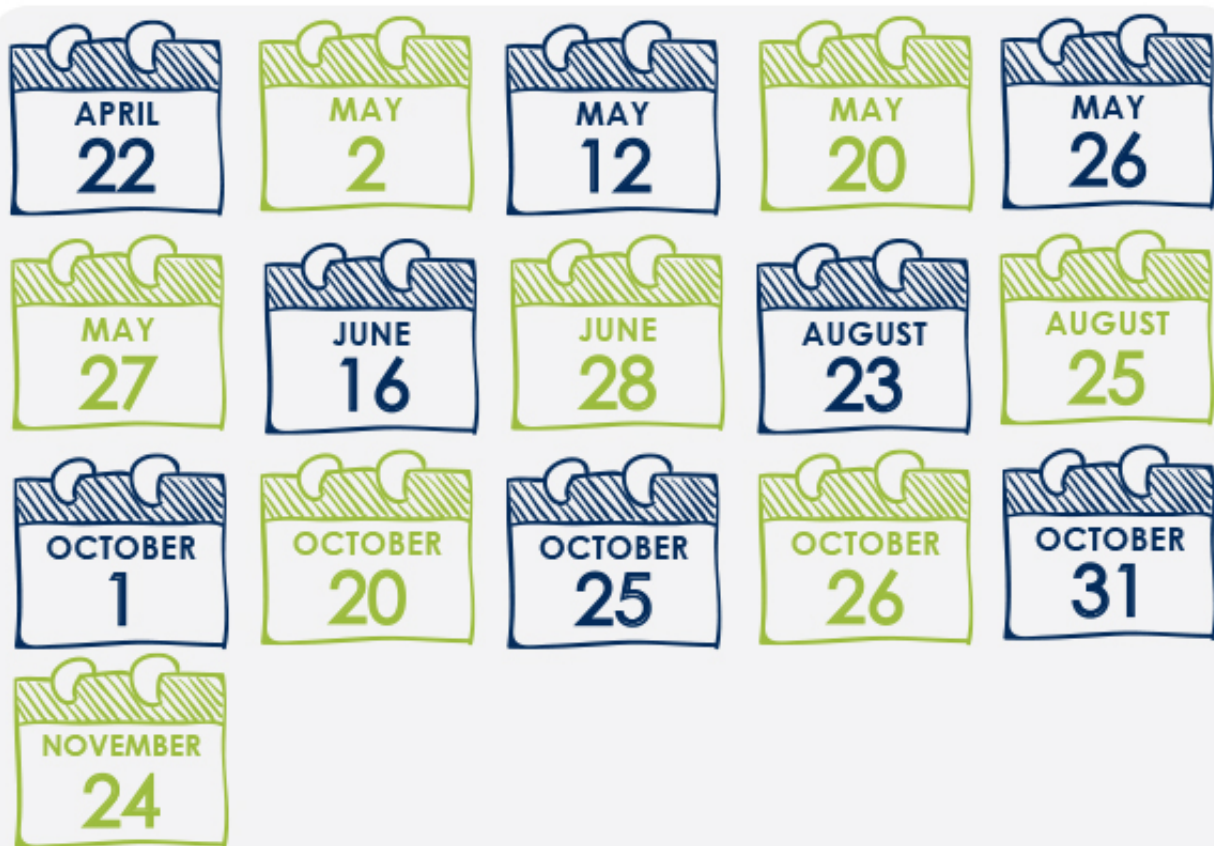 APRIL
22
MAY
2
MAY
12
MAY
20
MAY
26
MAY
27
JUNE
16
JUNE
28
AUGUST
23
AUGUST
25
OCTOBER
1
OCTOBER
20
OCTOBER
25
OCTOBER
26
OCTOBER
31
NOVEMBER
24